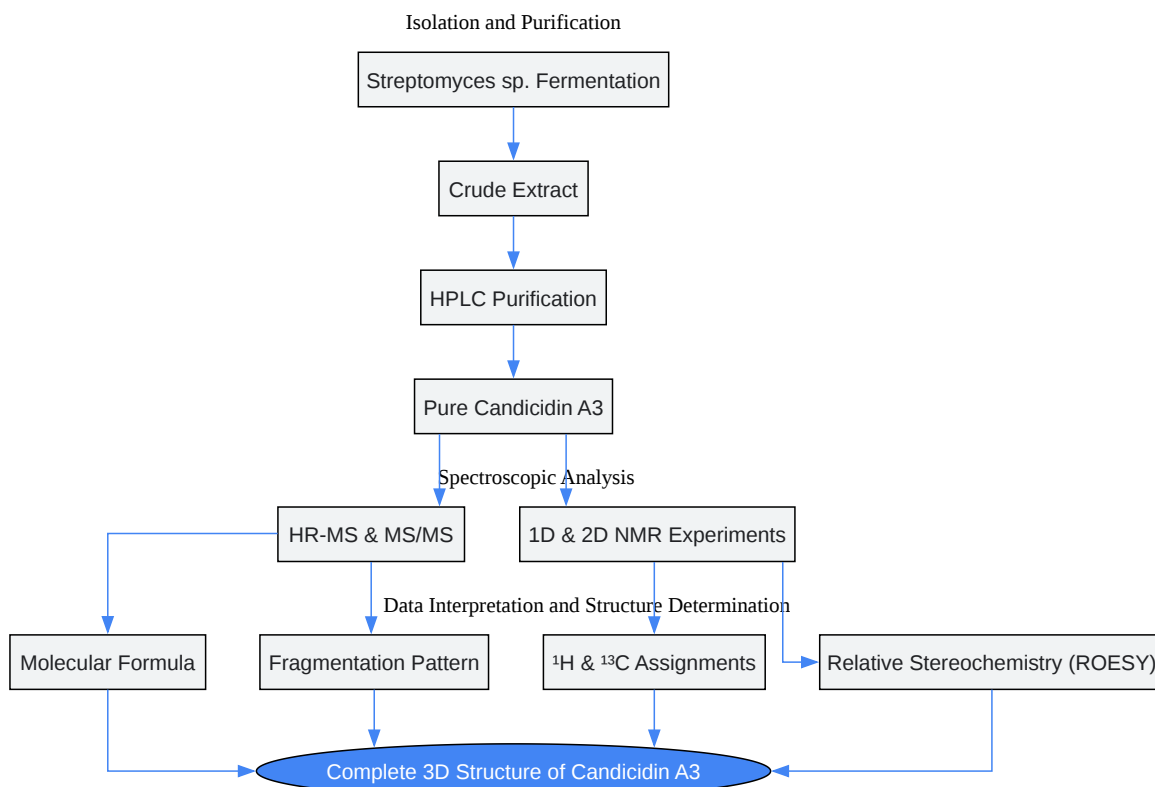 Isolation and Purification
Streptomyces sp. Fermentation
Crude Extract
HPLC Purification
Pure Candicidin A3
Spectroscopic Analysis
HR-MS & MS/MS
1D & 2D NMR Experiments
Data Interpretation and Structure Determination
Molecular Formula
Fragmentation Pattern
¹H & ¹³C Assignments
Relative Stereochemistry (ROESY)
Complete 3D Structure of Candicidin A3